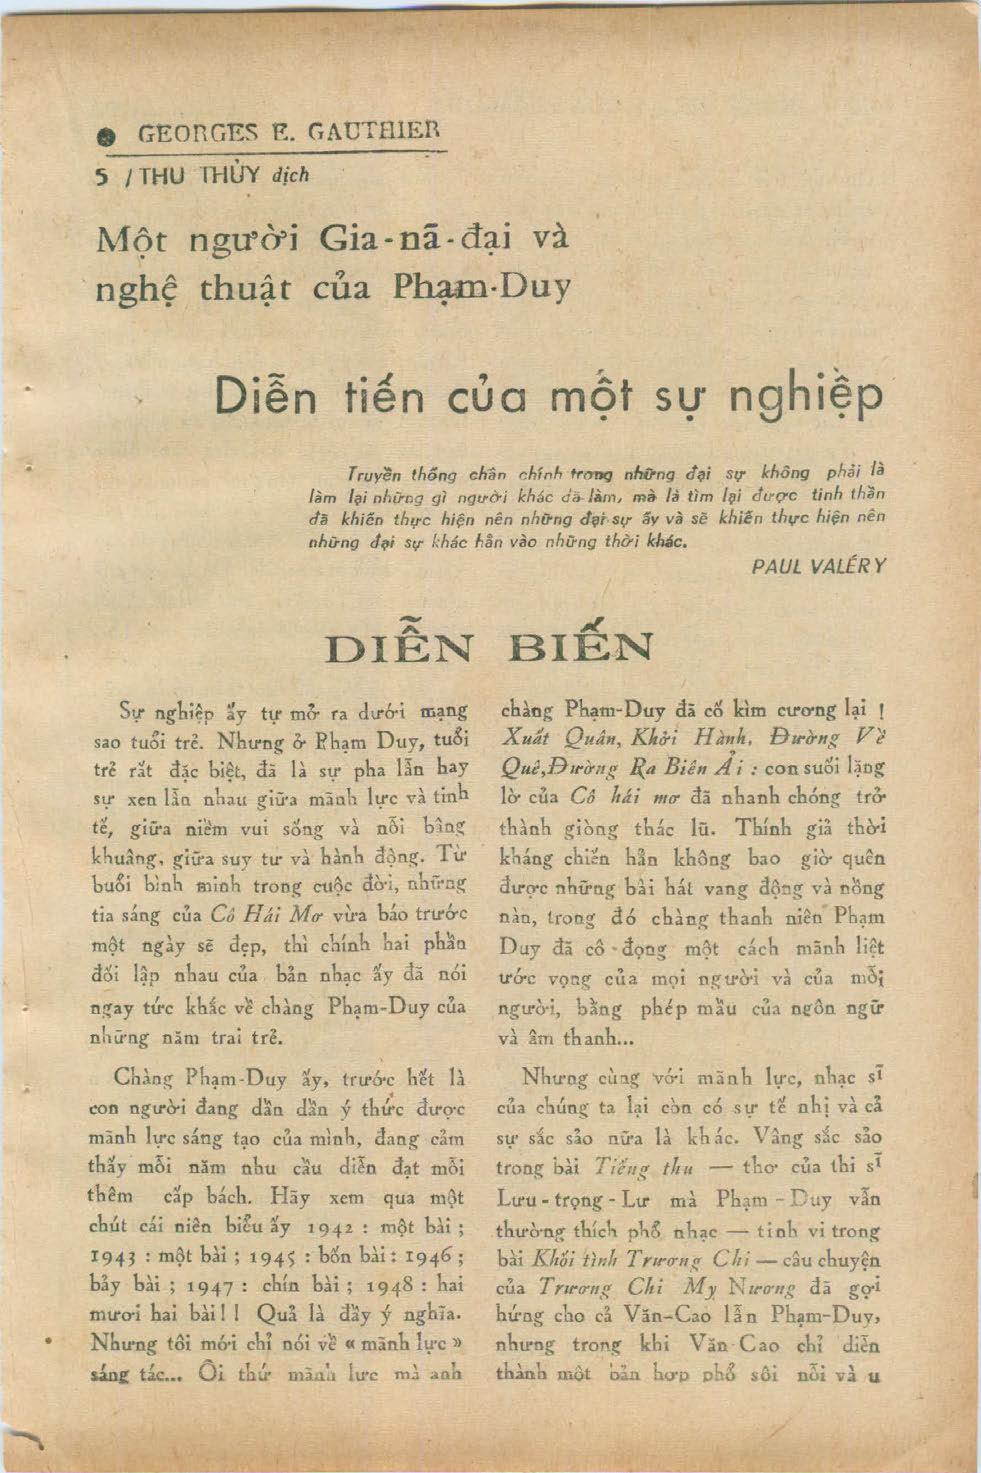 ● GEORGES E. GAUTHIER
5 / THU THỦY dịch
Một người Gia-nã-đại và
nghệ thuật của Phạm-Duy
Diễn tiến của một sự nghiệp
Truyền thống chân chính trong những đại sự không phải là
làm lại những gì người khác đã làm, mà là tìm lại được tinh thần
đã khiến thực hiện nên những đại sự ấy và sẽ khiến thực hiện nên
những đại sự khác hẳn vào những thời khác.
PAUL VALÉRY
DIỄN BIẾN
Sự nghiệp ấy tự mở ra dưới mạng
sao tuổi trẻ. Nhưng ở Phạm Duy, tuổi
trẻ rất đặc biệt, đã là sự pha lẫn hay
sự xen lẫn nhau giữa mãnh lực và tinh
tế, giữa niềm vui sống và nỗi bâng
khuâng, giữa suy tư và hành động. Từ
buổi bình minh trong cuộc đời, những
tia sáng của Cô Hái Mơ vừa báo trước
một ngày sẽ đẹp, thì chính hai phần
đối lập nhau của bản nhạc ấy đã nói
ngay tức khắc về chàng Phạm-Duy của
những năm trai trẻ.
Chàng Phạm-Duy ấy, trước hết là
con người đang dần dần ý thức được
mãnh lực sáng tạo của mình, đang cảm
thấy mỗi năm nhu cầu diễn đạt mỗi
thêm cấp bách. Hãy xem qua một
chút cái niên biểu ấy 1942 : một bài ;
1943 : một bài ; 1945 : bốn bài : 1946 ;
bảy bài ; 1947 : chín bài ; 1948 : hai
mươi hai bài ! ! Quả là đầy ý nghĩa.
Nhưng tôi mới chỉ nói về « mãnh lực »
sáng tác... Ôi thứ mãnh lực mà anh
chàng Phạm-Duy đã cố kìm cương lại !
Xuất Quân, Khởi Hành, Đường Về
Quê, Đường Ra Biên Ải : con suối lặng
lờ của Cô hái mơ đã nhanh chóng trở
thành giòng thác lũ. Thính giả thời
kháng chiến hẳn không bao giờ quên
được những bài hát vang động và nồng
nàn, trong đó chàng thanh niên Phạm
Duy đã cô-đọng một cách mãnh liệt
ước vọng của mọi người và của mỗi
người, bằng phép mầu của ngôn ngữ
và âm thanh...
Nhưng cùng với mãnh lực, nhạc sĩ
của chúng ta lại còn có sự tế nhị và cả
sự sắc sảo nữa là khác. Vâng sắc sảo
trong bài Tiếng thu — thơ của thi sĩ
Lưu-trọng-Lư mà Phạm-Duy vẫn
thường thích phổ nhạc — tinh vi trong
bài Khối tình Trương Chi — câu chuyện
của Trương Chi My Nương đã gợi
hứng cho cả Văn-Cao lẫn Phạm-Duy,
nhưng trong khi Văn Cao chỉ diễn
thành một bản hợp phổ sôi nổi và u